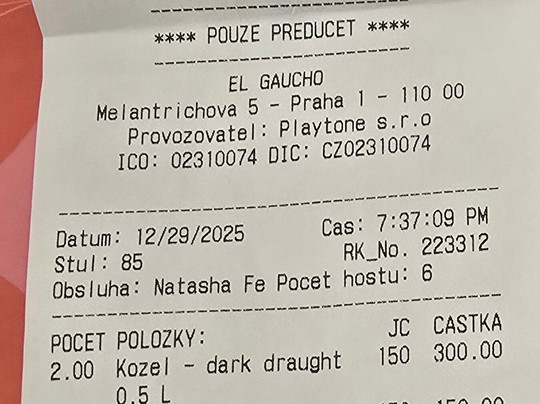 **** POUZE PREDUCET ****
EL GAUCHO
Melantrichova 5 - Praha 1 - 110 00
Provozovatel: Playtone s.r.o
ICO: 02310074 DIC: CZ02310074
Datum: 12/29/2025 Cas: 7:37:09 PM
Stul: 85 RK_No. 223312
Obsluha: Natasha Fe Pocet hostu: 6
POCET POLOZKY: JC CASTKA
2.00 Kozel - dark draught 150 300.00
0.5 L